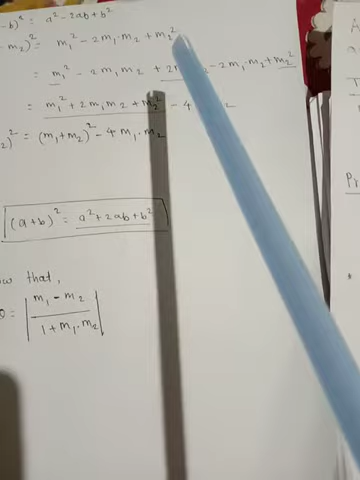 -b)² = a² - 2ab + b²
- m₂)² = m₁² - 2m₁.m₂ + m₂²
= m₁² - 2m₁m₂ + 2m - 2m₁.m₂ + m₂²
= m₁² + 2m₁m₂ + m₂² - 4
₂)² = (m₁+m₂)² - 4m₁.m₂
(a+b)² = a² + 2ab + b²
that,
= | m₁ - m₂
1 + m₁.m₂ |